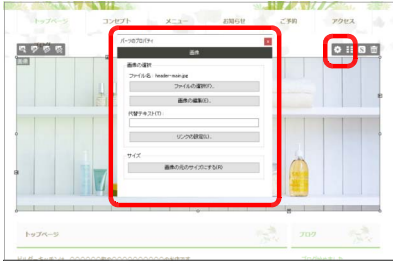 トップページ コンセプト メニュー お知らせ ご予約 アクセス
パーツのプロパティ
画像
画像
画像の選択
ファイル名：header-main.jpg
ファイルの選択(F)...
画像の編集(E)...
代替テキスト(T)：
リンクの設定(L)...
サイズ
画像の元のサイズにする(R)
トップページ ブログ